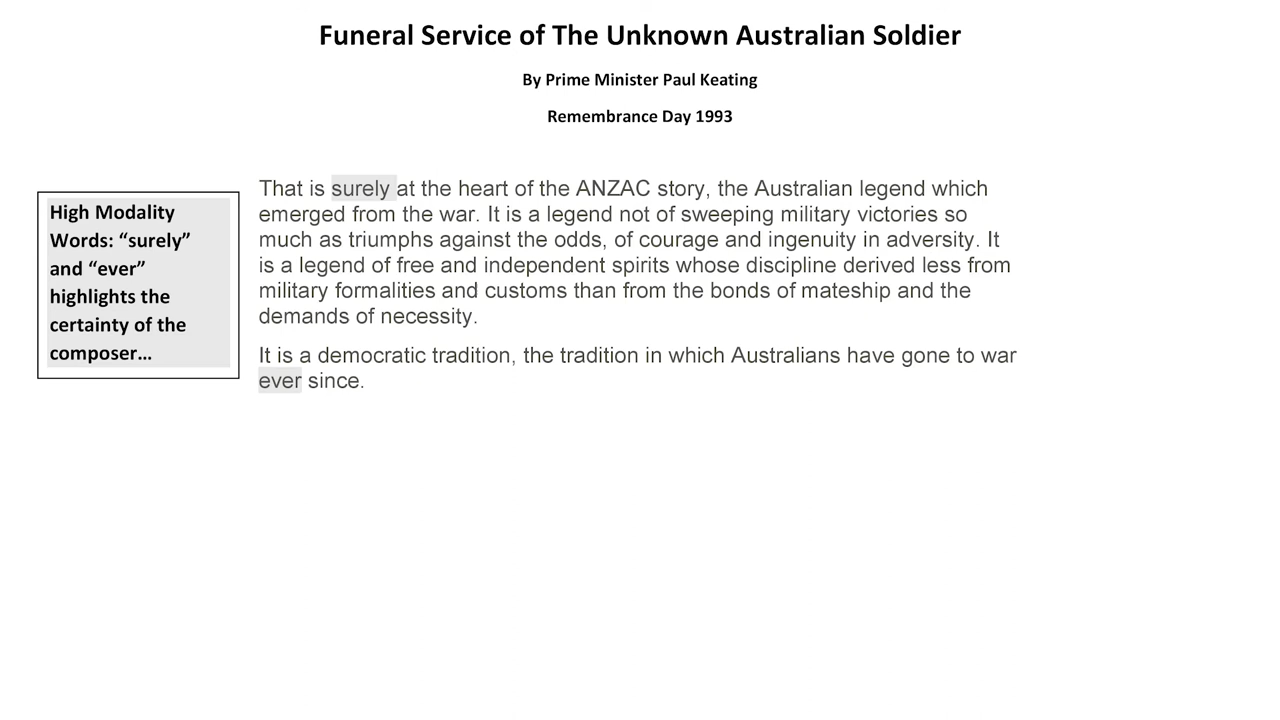 Funeral Service of The Unknown Australian Soldier
By Prime Minister Paul Keating
Remembrance Day 1993
High Modality
Words: “surely”
and “ever”
highlights the
certainty of the
composer…
That is surely at the heart of the ANZAC story, the Australian legend which
emerged from the war. It is a legend not of sweeping military victories so
much as triumphs against the odds, of courage and ingenuity in adversity. It
is a legend of free and independent spirits whose discipline derived less from
military formalities and customs than from the bonds of mateship and the
demands of necessity.
It is a democratic tradition, the tradition in which Australians have gone to war
ever since.